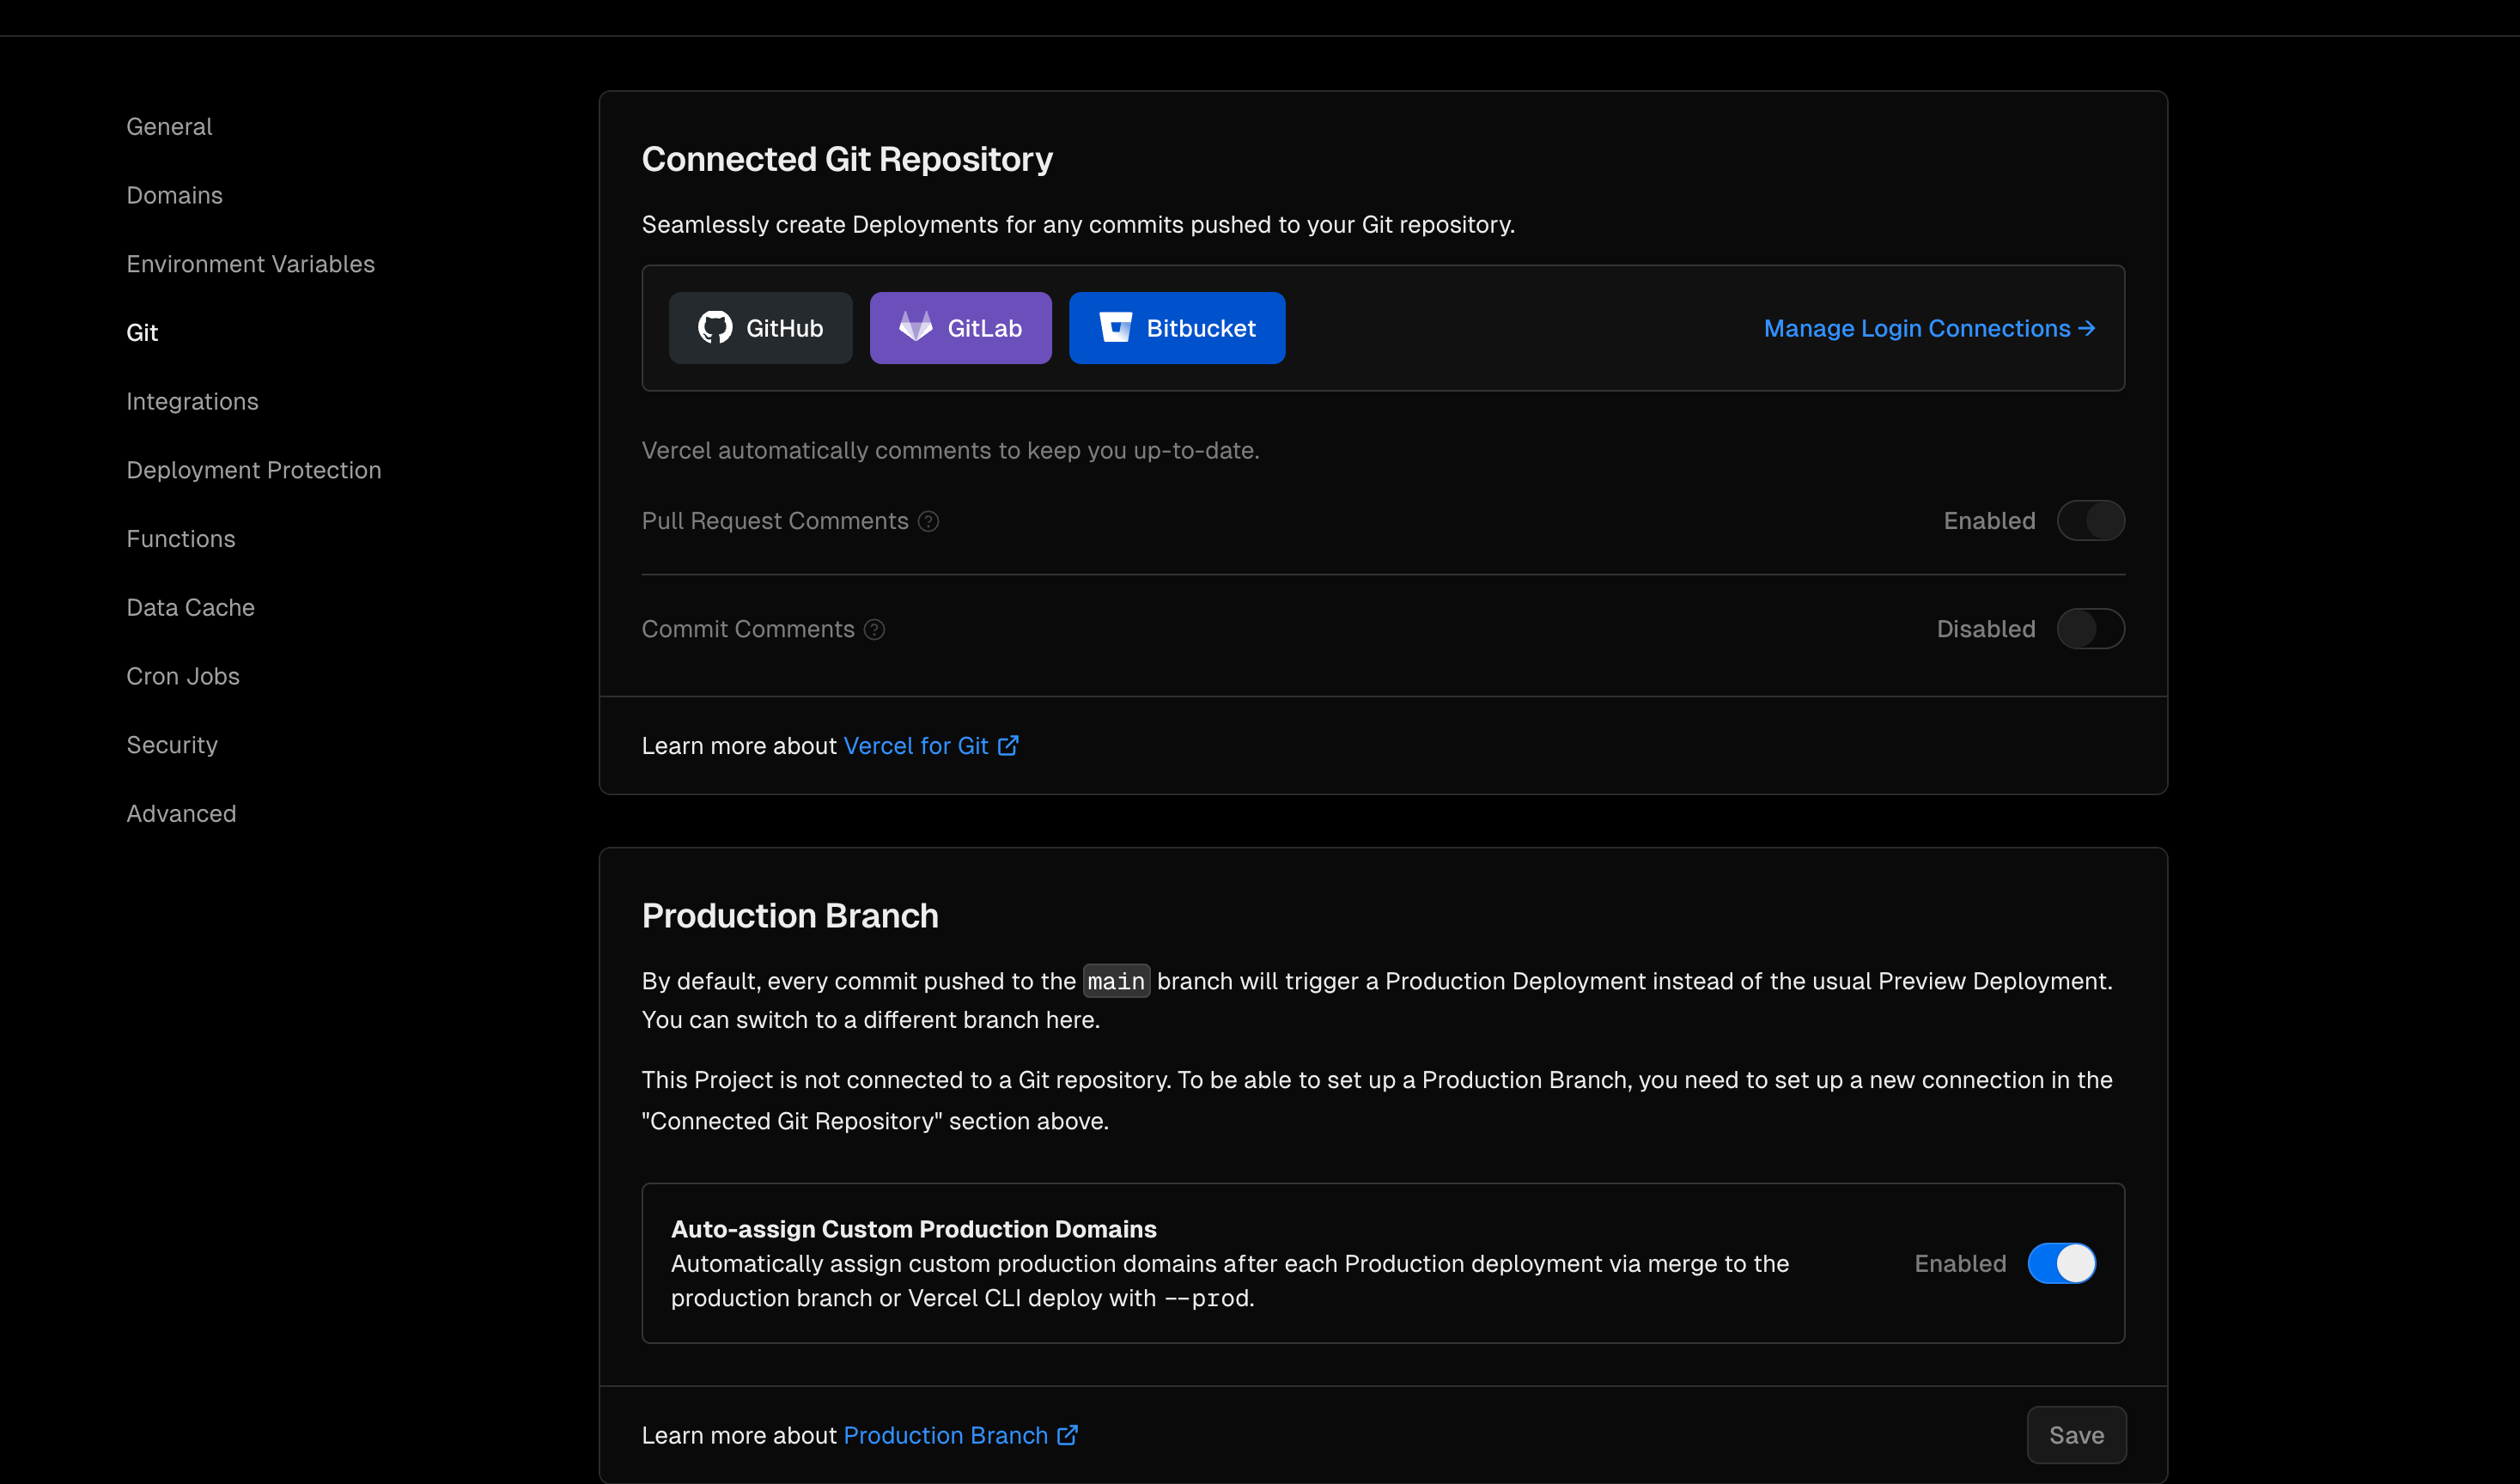 General
Domains
Environment Variables
Git
Integrations
Deployment Protection
Functions
Data Cache
Cron Jobs
Security
Advanced
Connected Git Repository
Seamlessly create Deployments for any commits pushed to your Git repository.
GitHub
GitLab
Bitbucket
Manage Login Connections →
Vercel automatically comments to keep you up-to-date.
Pull Request Comments ?
Enabled
Commit Comments ?
Disabled
Learn more about Vercel for Git
Production Branch
By default, every commit pushed to the main branch will trigger a Production Deployment instead of the usual Preview Deployment.
You can switch to a different branch here.
This Project is not connected to a Git repository. To be able to set up a Production Branch, you need to set up a new connection in the
"Connected Git Repository" section above.
Auto-assign Custom Production Domains
Automatically assign custom production domains after each Production deployment via merge to the
production branch or Vercel CLI deploy with --prod.
Enabled
Learn more about Production Branch
Save